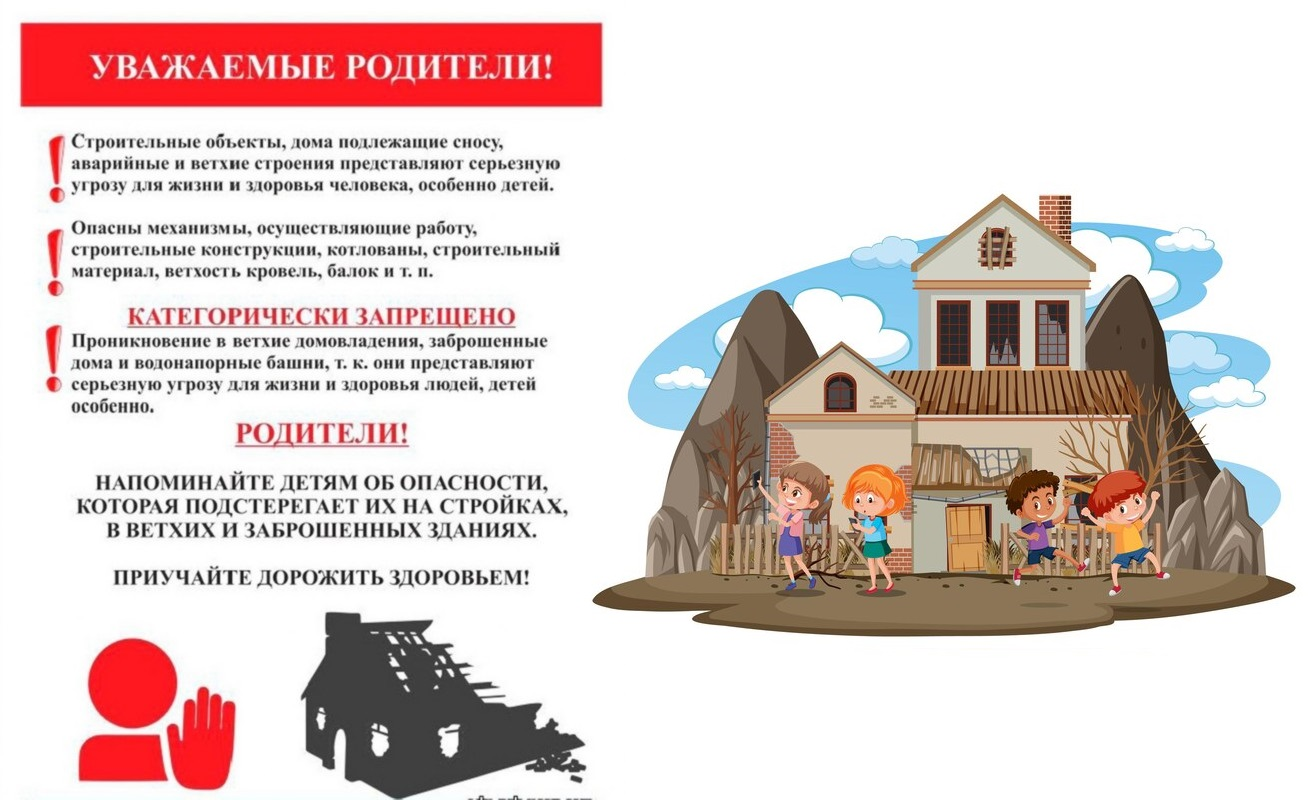 УВАЖАЕМЫЕ РОДИТЕЛИ!
Строительные объекты, дома подлежащие сносу,
аварийные и ветхие строения представляют серьезную
угрозу для жизни и здоровья человека, особенно детей.
Опасны механизмы, осуществляющие работу,
строительные конструкции, котлованы, строительный
материал, ветхость кровель, балок и т. п.
КАТЕГОРИЧЕСКИ ЗАПРЕЩЕНО
Проникновение в ветхие домовладения, заброшенные
дома и водонапорные башни, т. к. они представляют
серьезную угрозу для жизни и здоровья людей, детей
особенно.
РОДИТЕЛИ!
НАПОМИНАЙТЕ ДЕТЯМ ОБ ОПАСНОСТИ,
КОТОРАЯ ПОДСТЕРЕГАЕТ ИХ НА СТРОЙКАХ,
В ВЕТХИХ И ЗАБРОШЕННЫХ ЗДАНИЯХ.
ПРИУЧАЙТЕ ДОРОЖИТЬ ЗДОРОВЬЕМ!